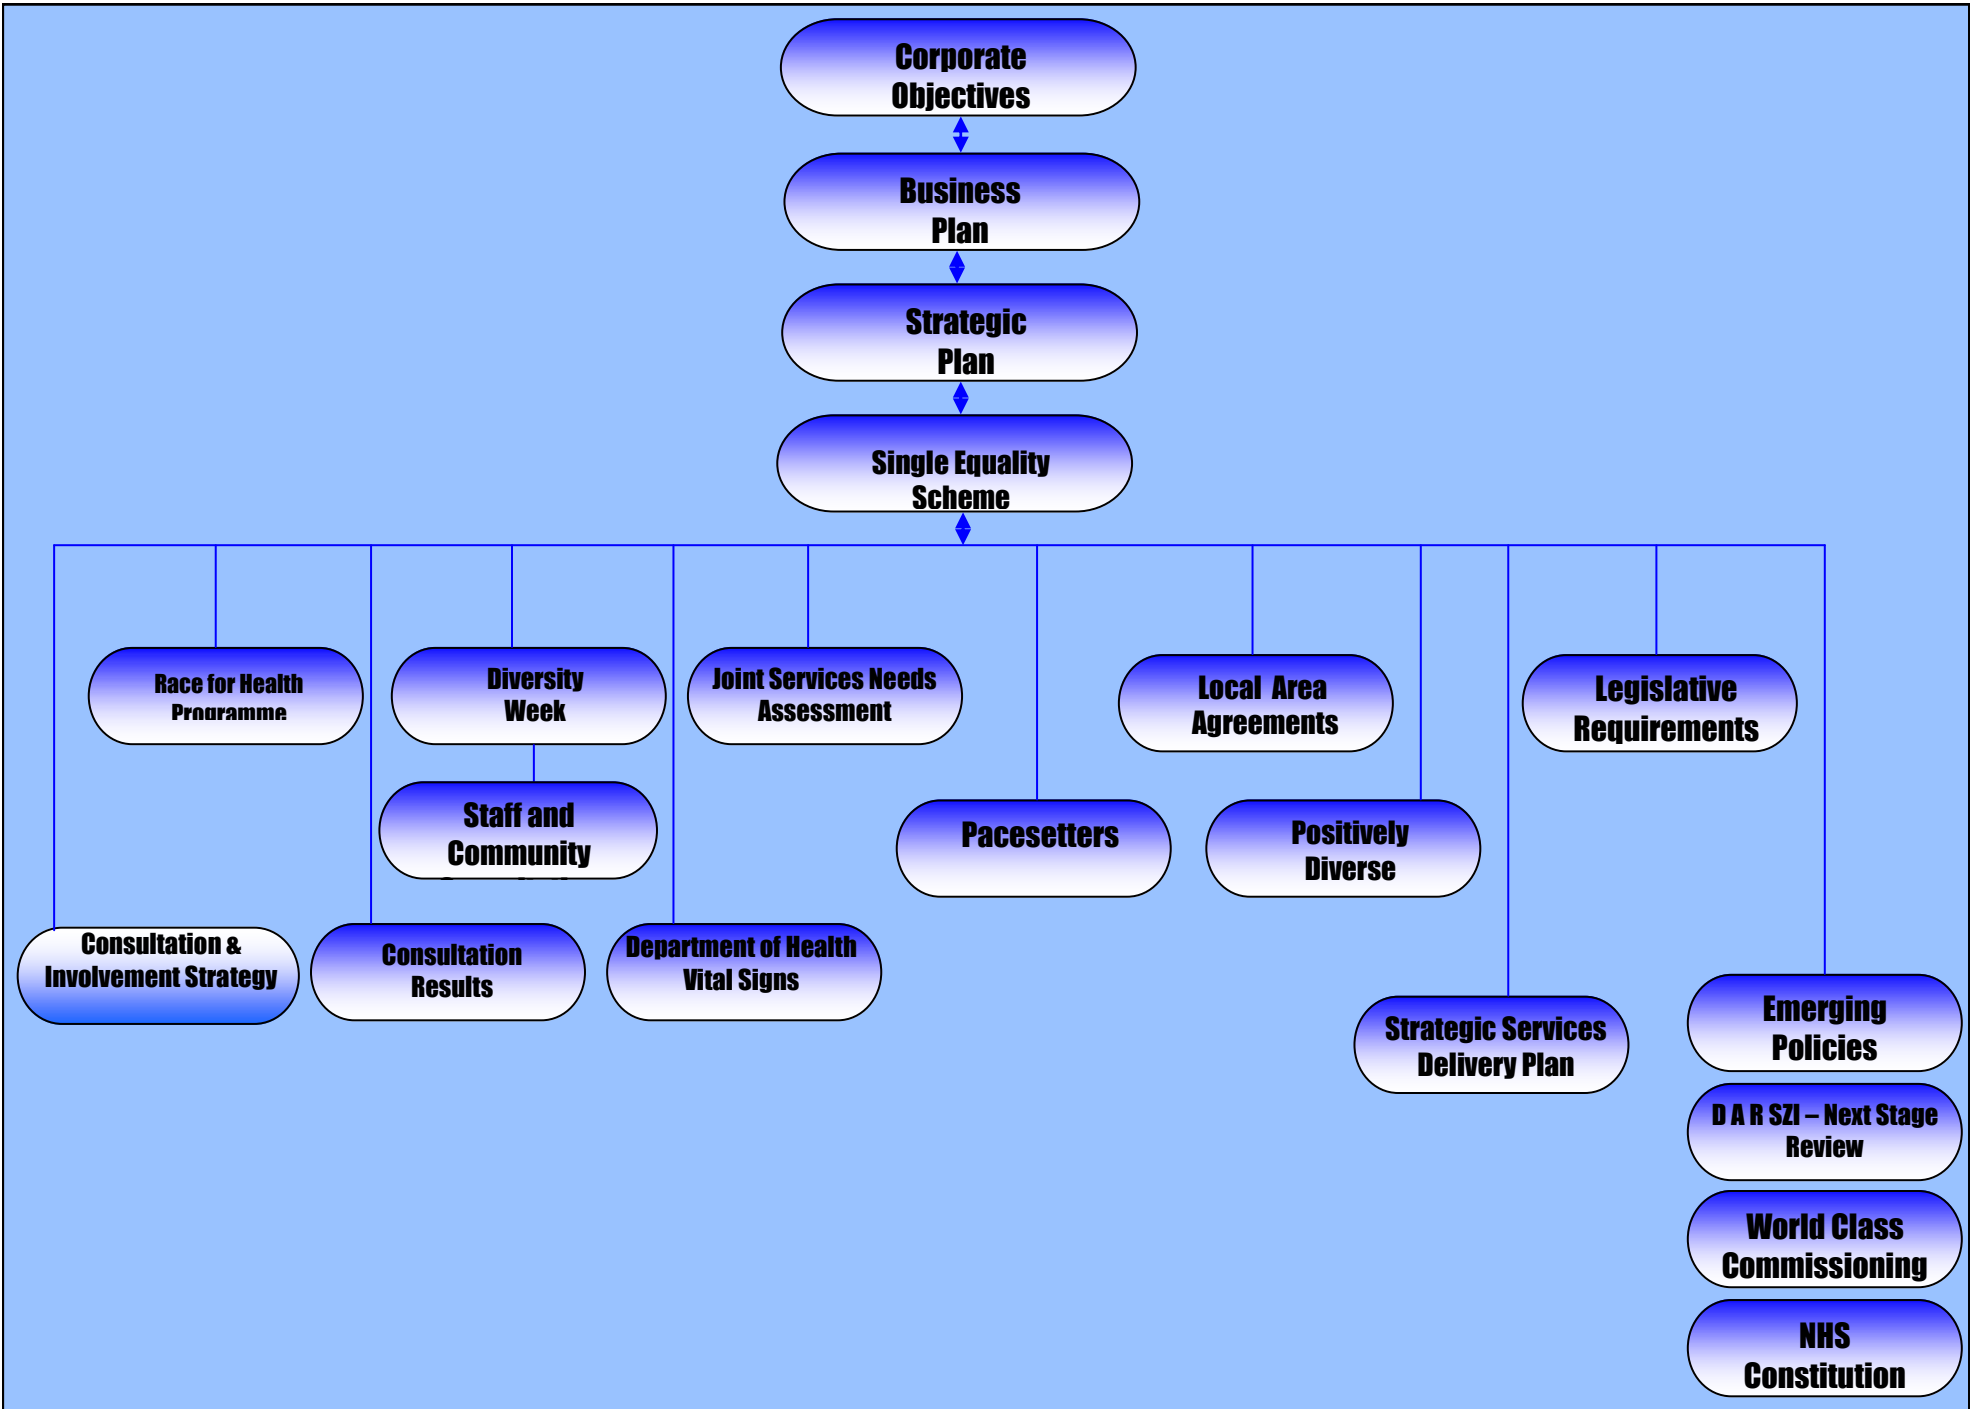 Corporate
Objectives
Business
Plan
Strategic
Plan
Single Equality
Scheme
Race for Health
Programme
Diversity
Week
Joint Services Needs
Assessment
Local Area
Agreements
Legislative
Requirements
Staff and
Community
Pacesetters
Positively
Diverse
Consultation &
Involvement Strategy
Consultation
Results
Department of Health
Vital Signs
Strategic Services
Delivery Plan
Emerging
Policies
D A R SZI – Next Stage
Review
World Class
Commissioning
NHS
Constitution